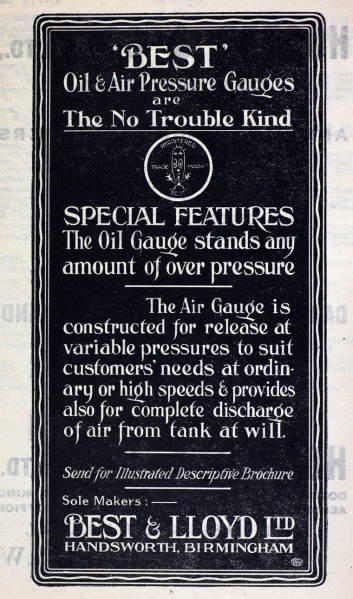 'BEST'
Oil & Air Pressure Gauges
are
The No Trouble Kind
REGISTERED
TRADE MARK
BEST
SPECIAL FEATURES
The Oil Gauge stands any
amount of over pressure
The Air Gauge is
constructed for release at
variable pressures to suit
customers' needs at ordin-
ary or high speeds & provides
also for complete discharge
of air from tank at will.
Send for Illustrated Descriptive Brochure
Sole Makers:—
BEST & LLOYD LTD
HANDSWORTH, BIRMINGHAM